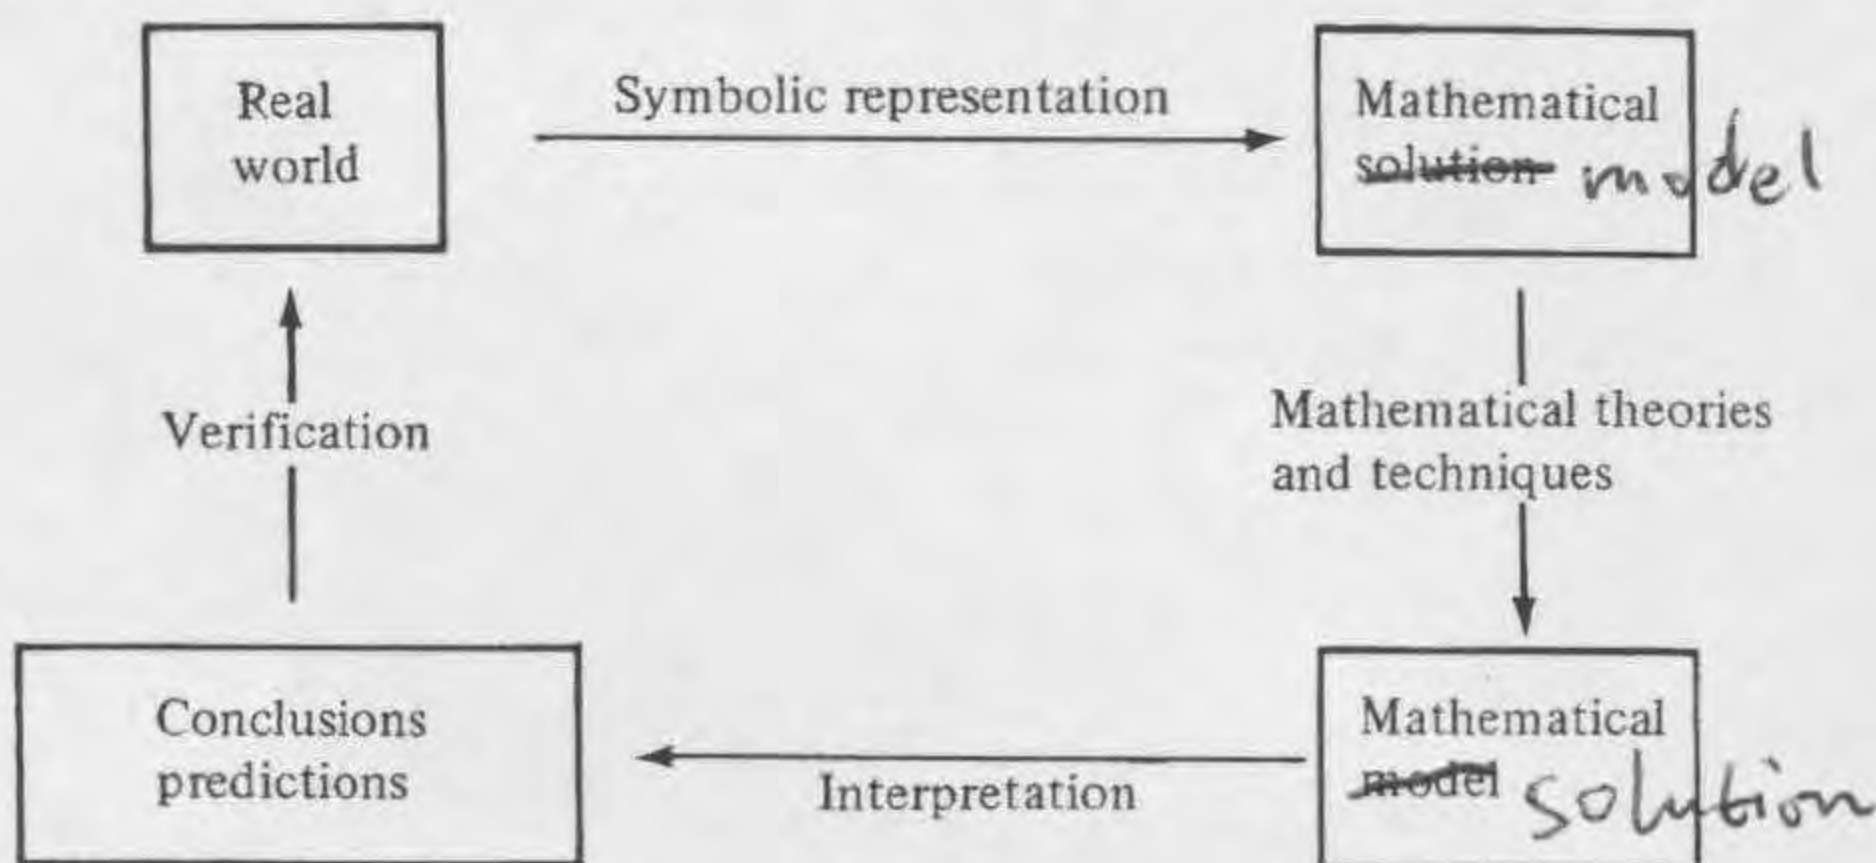 Real
world
Symbolic representation
Mathematical
solution model
Verification
Mathematical theories
and techniques
Conclusions
predictions
Interpretation
Mathematical
model solution